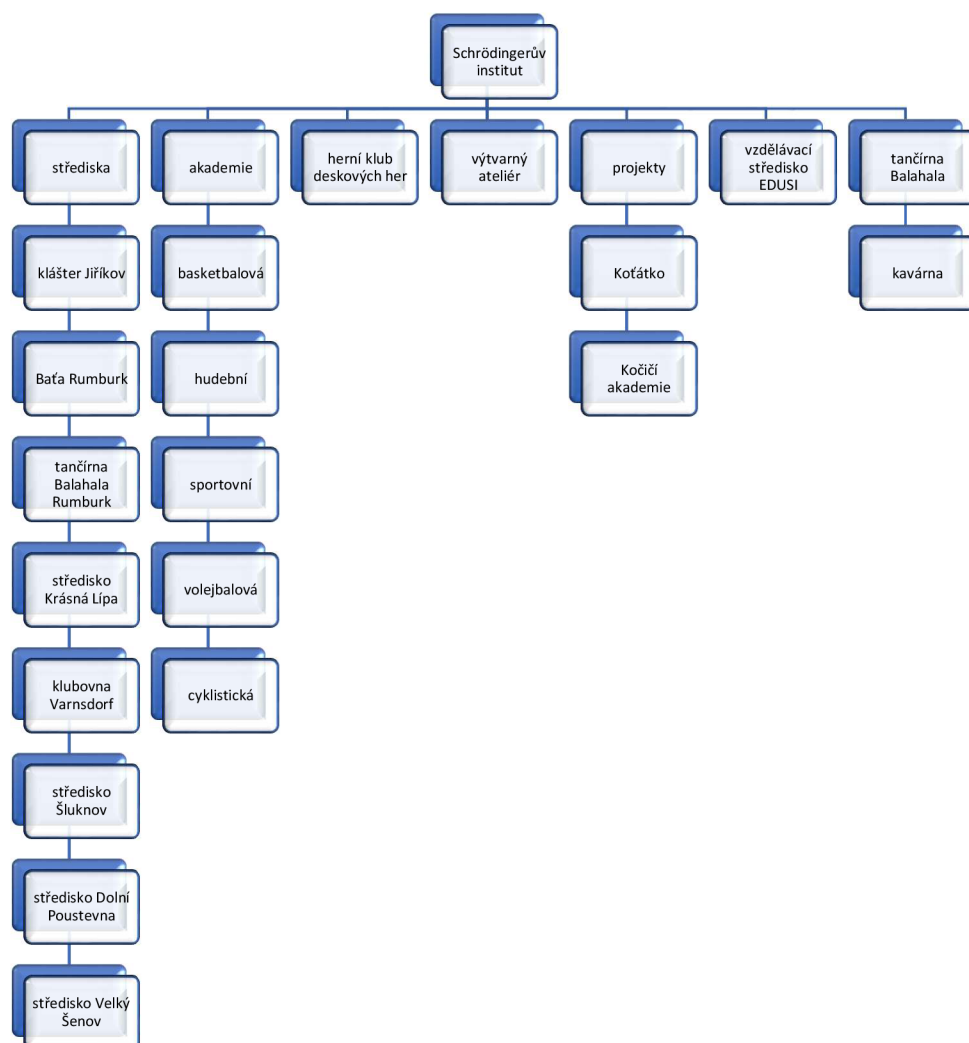 Schrödingerův
institut
střediska
akademie
herní klub
deskových her
výtvarný
ateliér
projekty
vzdělávací
středisko
EDUSI
tančírna
Balahala
klášter Jiříkov
basketbalová
Koťátko
kavárna
Baťa Rumburk
hudební
Kočičí
akademie
tančírna
Balahala
Rumburk
sportovní
středisko
Krásná Lípa
volejbalová
klubovna
Varnsdorf
cyklistická
středisko
Šluknov
středisko Dolní
Poustevna
středisko Velký
Šenov